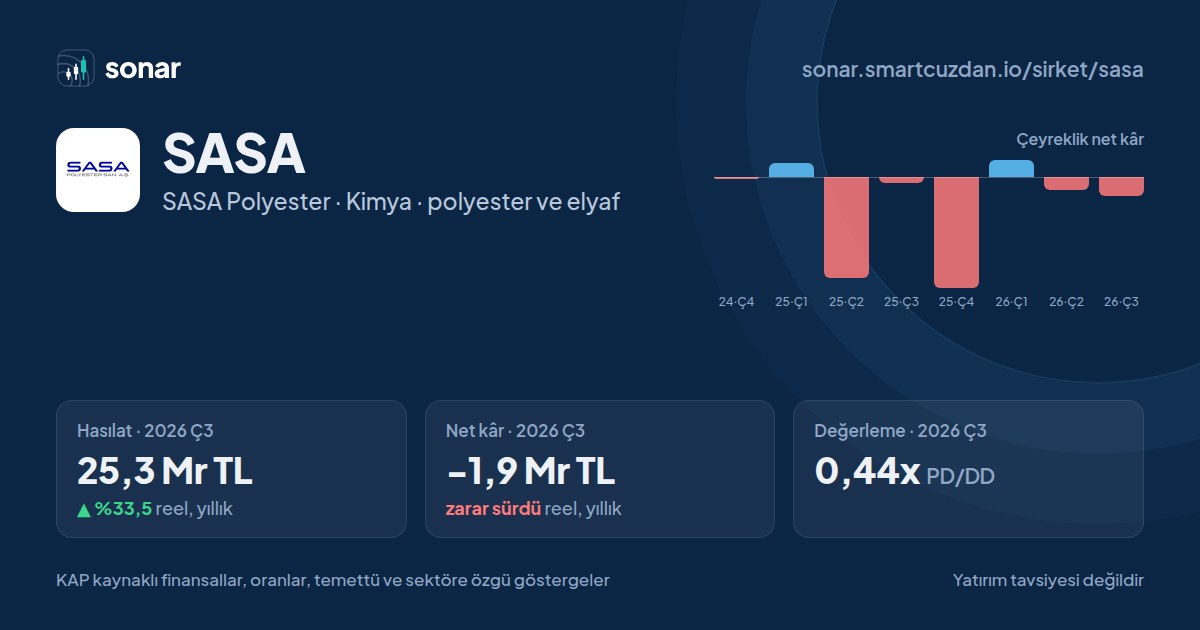 sonar
sonar.smartcuzdan.io/sirket/sasa
SASA
POLYESTER SAN. A.Ş.
SASA
SASA Polyester · Kimya · polyester ve elyaf
Çeyreklik net kâr
24·Ç4 25·Ç1 25·Ç2 25·Ç3 25·Ç4 26·Ç1 26·Ç2 26·Ç3
Hasılat · 2026 Ç3
25,3 Mr TL
▲ %33,5 reel, yıllık
Net kâr · 2026 Ç3
−1,9 Mr TL
zarar sürdü reel, yıllık
Değerleme · 2026 Ç3
0,44x PD/DD
KAP kaynaklı finansallar, oranlar, temettü ve sektöre özgü göstergeler
Yatırım tavsiyesi değildir